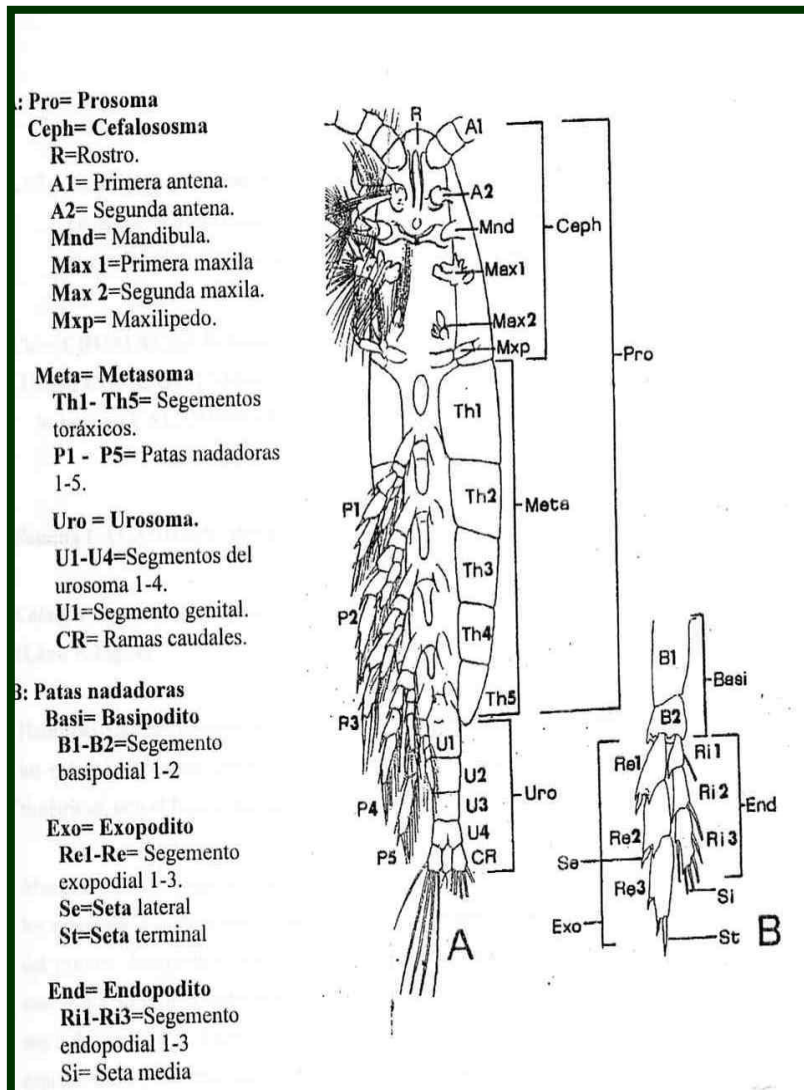 : Pro= Prosoma
Ceph= Cefalososma
R=Rostro.
A1= Primera antena.
A2= Segunda antena.
Mnd= Mandibula.
Max 1=Primera maxila
Max 2=Segunda maxila.
Mxp= Maxilipedo.
Meta= Metasoma
Th1- Th5= Segementos
toráxicos.
P1 - P5= Patas nadadoras
1-5.
Uro = Urosoma.
U1-U4=Segmentos del
urosoma 1-4.
U1=Segmento genital.
CR= Ramas caudales.
B: Patas nadadoras
Basi= Basipodito
B1-B2=Segemento
basipodial 1-2
Exo= Exopodito
Re1-Re= Segemento
exopodial 1-3.
Se=Seta lateral
St=Seta terminal
End= Endopodito
Ri1-Ri3=Segemento
endopodial 1-3
Si= Seta media
R
A1
A2
Mnd
Ceph
Max1
Max2
Mxp
Pro
Th1
Th2
P1
Meta
Th3
P2
Th4
Th5
P3
U1
U2
Uro
U3
P4
U4
P5
CR
A
B1
Basi
B2
Re1
Ri1
Ri2
End
Re2
Ri3
Se
Re3
Si
Exo
St
B